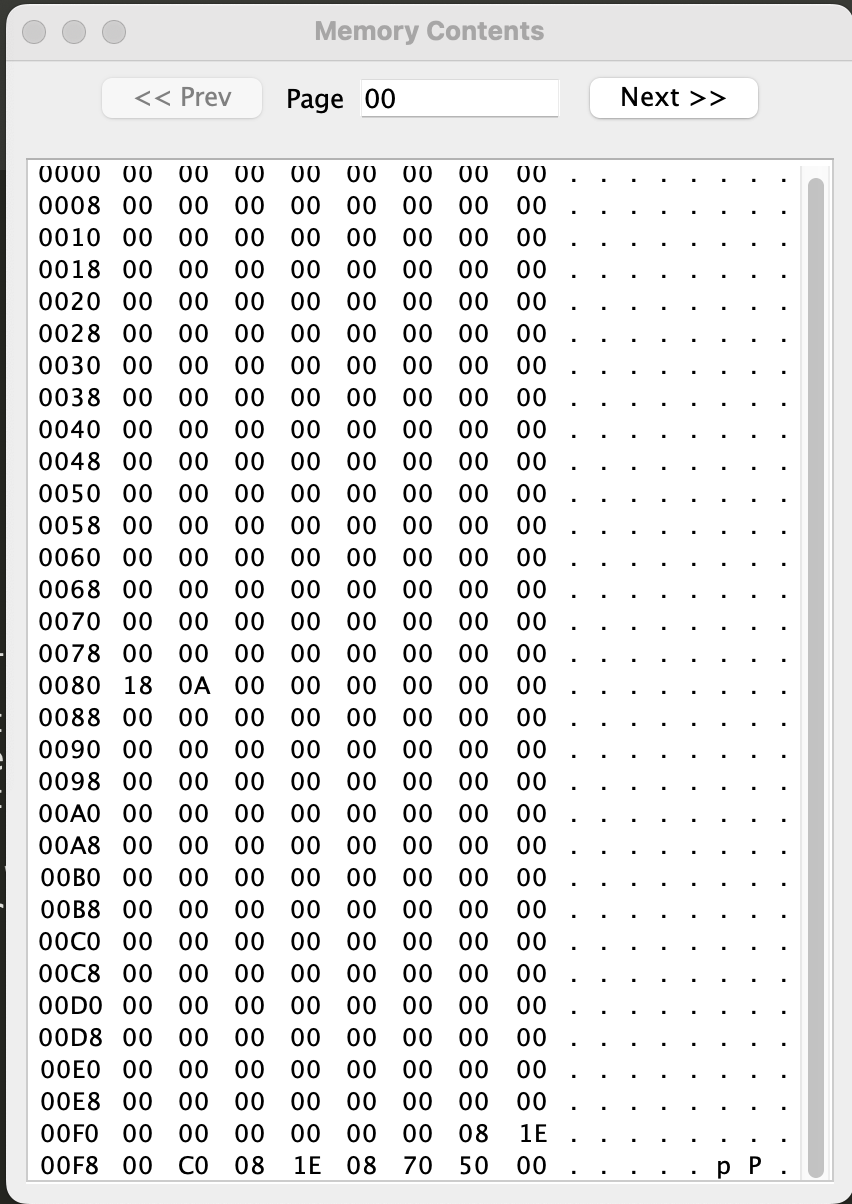 Memory Contents
<< Prev Page 00 Next >>
0000 00 00 00 00 00 00 00 00 . . . . . . . .
0008 00 00 00 00 00 00 00 00 . . . . . . . .
0010 00 00 00 00 00 00 00 00 . . . . . . . .
0018 00 00 00 00 00 00 00 00 . . . . . . . .
0020 00 00 00 00 00 00 00 00 . . . . . . . .
0028 00 00 00 00 00 00 00 00 . . . . . . . .
0030 00 00 00 00 00 00 00 00 . . . . . . . .
0038 00 00 00 00 00 00 00 00 . . . . . . . .
0040 00 00 00 00 00 00 00 00 . . . . . . . .
0048 00 00 00 00 00 00 00 00 . . . . . . . .
0050 00 00 00 00 00 00 00 00 . . . . . . . .
0058 00 00 00 00 00 00 00 00 . . . . . . . .
0060 00 00 00 00 00 00 00 00 . . . . . . . .
0068 00 00 00 00 00 00 00 00 . . . . . . . .
0070 00 00 00 00 00 00 00 00 . . . . . . . .
0078 00 00 00 00 00 00 00 00 . . . . . . . .
0080 18 0A 00 00 00 00 00 00 . . . . . . . .
0088 00 00 00 00 00 00 00 00 . . . . . . . .
0090 00 00 00 00 00 00 00 00 . . . . . . . .
0098 00 00 00 00 00 00 00 00 . . . . . . . .
00A0 00 00 00 00 00 00 00 00 . . . . . . . .
00A8 00 00 00 00 00 00 00 00 . . . . . . . .
00B0 00 00 00 00 00 00 00 00 . . . . . . . .
00B8 00 00 00 00 00 00 00 00 . . . . . . . .
00C0 00 00 00 00 00 00 00 00 . . . . . . . .
00C8 00 00 00 00 00 00 00 00 . . . . . . . .
00D0 00 00 00 00 00 00 00 00 . . . . . . . .
00D8 00 00 00 00 00 00 00 00 . . . . . . . .
00E0 00 00 00 00 00 00 00 00 . . . . . . . .
00E8 00 00 00 00 00 00 00 00 . . . . . . . .
00F0 00 00 00 00 00 00 08 1E . . . . . . . .
00F8 00 C0 08 1E 08 70 50 00 . . . . . p P .